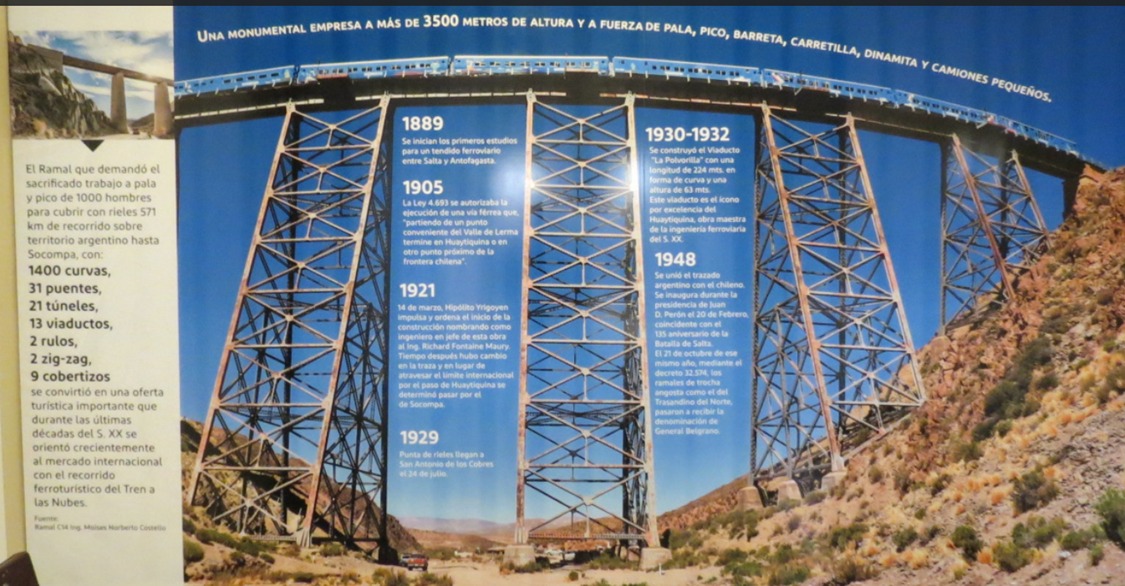 UNA MONUMENTAL EMPRESA A MÁS DE 3500 METROS DE ALTURA Y A FUERZA DE PALA, PICO, BARRETA, CARRETILLA, DINAMITA Y CAMIONES PEQUEÑOS.
El Ramal que demandó el
sacrificado trabajo a pala
y pico de 1000 hombres
para cubrir con rieles 571
km de recorrido sobre
territorio argentino hasta
Socompa, con:
1400 curvas,
31 puentes,
21 túneles,
13 viaductos,
2 rulos,
2 zig-zag,
9 cobertizos
se convirtió en una oferta
turística importante que
durante las últimas
décadas del S. XX se
orientó crecientemente
al mercado internacional
con el recorrido
ferroturístico del Tren a
las Nubes.
Fuente:
Ramal C14 Ing. Moises Norberto Costello
1889
Se inician los primeros estudios
para un tendido ferroviario
entre Salta y Antofagasta.
1905
La Ley 4.693 se autorizaba la
ejecución de una vía férrea que,
"partiendo de un punto
conveniente del Valle de Lerma
termine en Huaytiquina o en
otro punto próximo de la
frontera chilena".
1921
14 de marzo, Hipólito Yrigoyen
impulsa y ordena el inicio de la
construcción nombrando como
ingeniero en jefe de esta obra
al ing. Richard Fontaine Maury.
Tiempo después hubo cambio
en la traza y en lugar de
atravesar el límite internacional
por el paso de Huaytiquina se
determinó pasar por el
de Socompa.
1929
Punta de rieles llegan a
San Antonio de los Cobres
el 24 de julio.
1930-1932
Se construyó el Viaducto
"La Polvorilla" con una
longitud de 224 mts. en
forma de curva y una
altura de 63 mts.
Este viaducto es el ícono
por excelencia del
Huaytiquina, obra maestra
de la ingeniería ferroviaria
del S. XX.
1948
Se unió el trazado
argentino con el chileno.
Se inaugura durante la
presidencia de Juan
D. Perón el 20 de Febrero,
coincidente con el
135 aniversario de la
Batalla de Salta.
El 21 de octubre de ese
mismo año, mediante el
decreto 32.574, los
ramales de trocha
angosta como el del
Trasandino del Norte,
pasaron a recibir la
denominación de
General Belgrano.